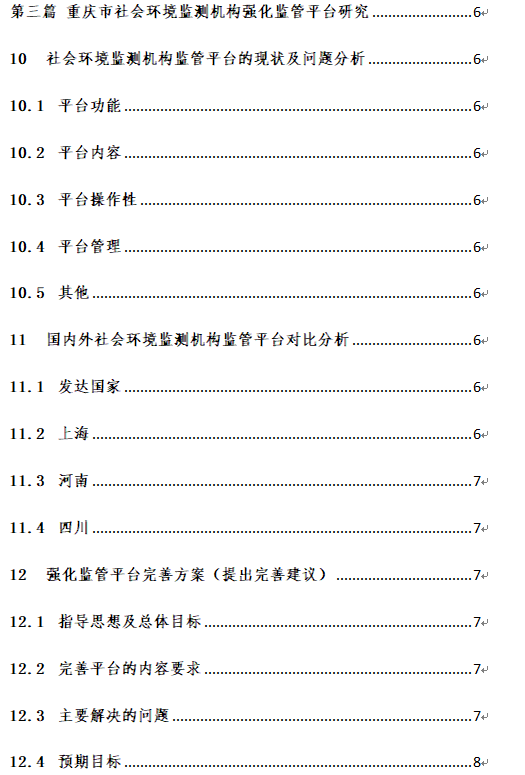 第三篇 重庆市社会环境监测机构强化监管平台研究................6
10 社会环境监测机构监管平台的现状及问题分析................6
10.1 平台功能................6
10.2 平台内容................6
10.3 平台操作性................6
10.4 平台管理................6
10.5 其他................6
11 国内外社会环境监测机构监管平台对比分析................6
11.1 发达国家................6
11.2 上海................6
11.3 河南................7
11.4 四川................7
12 强化监管平台完善方案（提出完善建议）................7
12.1 指导思想及总体目标................7
12.2 完善平台的内容要求................7
12.3 主要解决的问题................7
12.4 预期目标................8